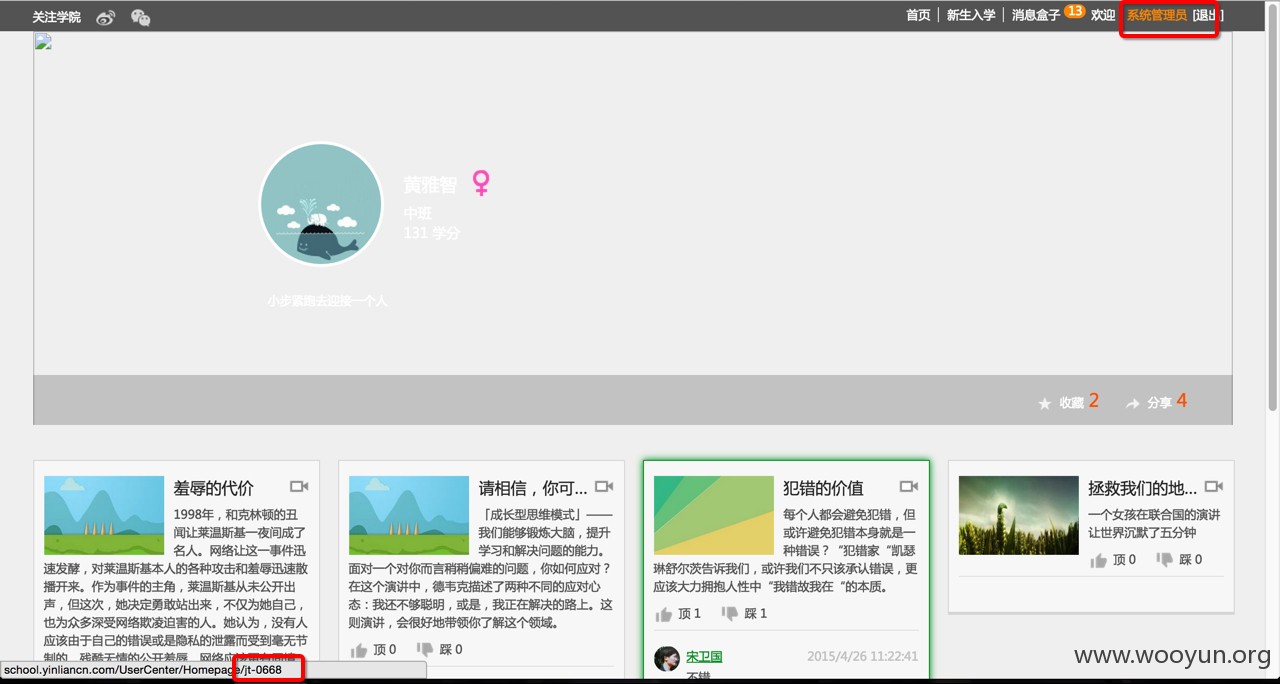 关注学院
首页 新生入学 消息盒子 13 欢迎 系统管理员 [退出]
黄雅智
中班
131 学分
小步紧跑去迎接一个人
收藏 2 分享 4
羞辱的代价
1998年，和克林顿的丑
闻让莱温斯基一夜间成了
名人。网络让这一事件迅
速发酵，对莱温斯基本人的各种攻击和羞辱迅速散
播开来。作为事件的主角，莱温斯基从未公开出
声，但这次，她决定勇敢站出来，不仅为她自己，
也为众多深受网络欺凌迫害的人。她认为，没有人
应该由于自己的错误或是隐私的泄露而受到毫无节
制的、残酷无情的公开羞辱，网络应该
请相信，你可...
「成长型思维模式」——
我们能够锻炼大脑，提升
学习和解决问题的能力。
面对一个对你而言稍稍偏难的问题，你如何应对？
在这个演讲中，德韦克描述了两种不同的应对心
态：我还不够聪明，或是，我正在解决的路上。这
则演讲，会很好地带领你了解这个领域。
顶 0 踩 0
犯错的价值
每个人都会避免犯错，但
或许避免犯错本身就是一
种错误？“犯错家“凯瑟
琳舒尔茨告诉我们，或许我们不只该承认错误，更
应该大力拥抱人性中“我错故我在“的本质。
顶 1 踩 1
宋卫国 2015/4/26 11:22:41
不错
拯救我们的地...
一个女孩在联合国的演讲
让世界沉默了五分钟
顶 0 踩 0
school.yinliancn.com/UserCenter/Homepage/jt-0668
www.wooyun.org